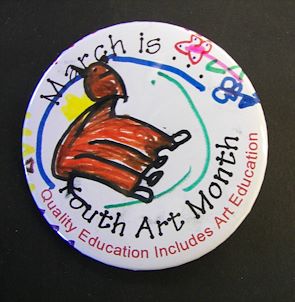 March is ...
Youth Art Month
Quality Education Includes Art Education